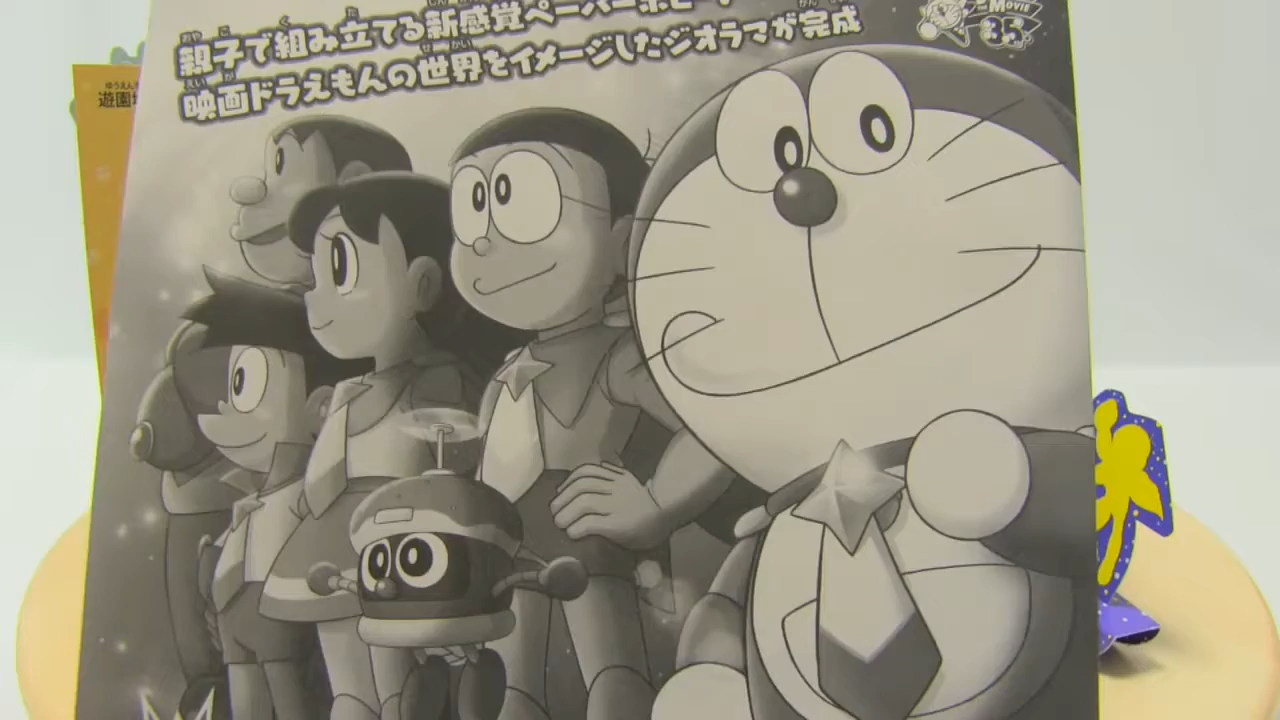 親子で組み立てる新感覚ペーパーホビー
映画ドラえもんの世界をイメージしたジオラマが完成
MOVIE
35
遊園